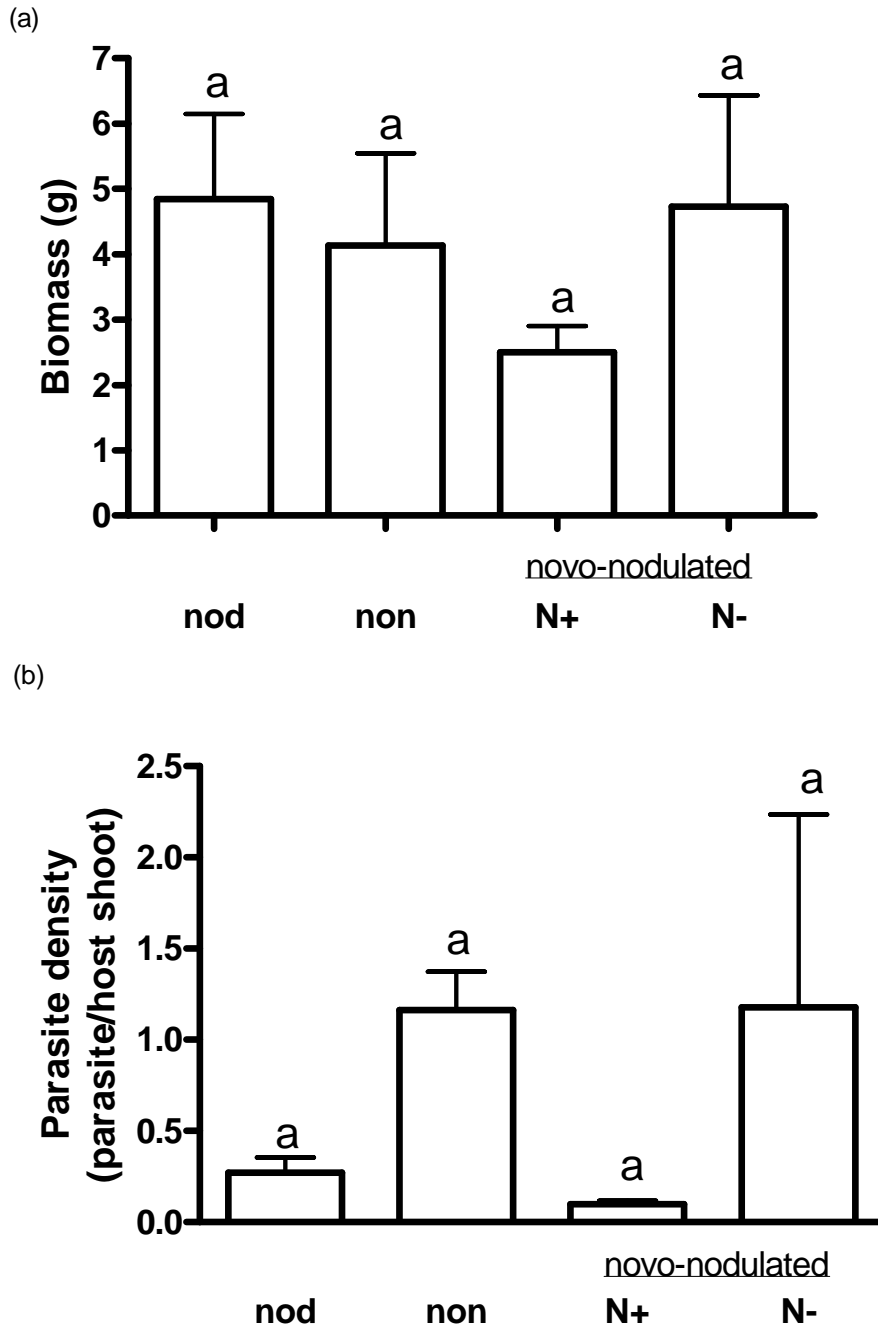 (a)
7
6
5
4
3
2
1
0
Biomass (g)
a a a a
novo-nodulated
nod non N+ N-
(b)
2.5
2.0
1.5
1.0
0.5
0.0
Parasite density
(parasite/host shoot)
a a a a
novo-nodulated
nod non N+ N-